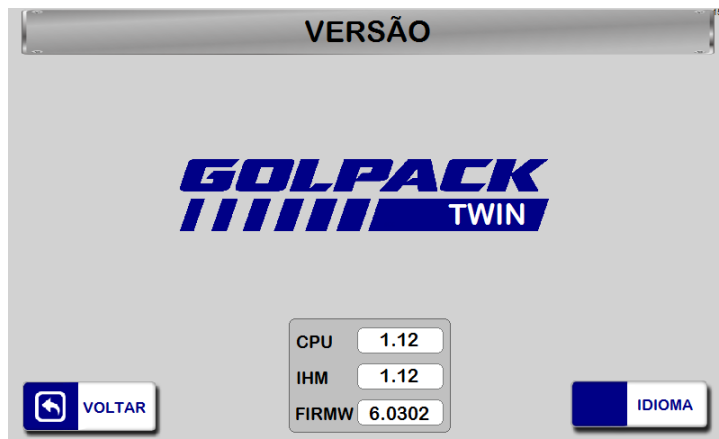 VERSÃO
GOLPACK
TWIN
CPU 1.12
IHM 1.12
FIRMW 6.0302
VOLTAR
IDIOMA